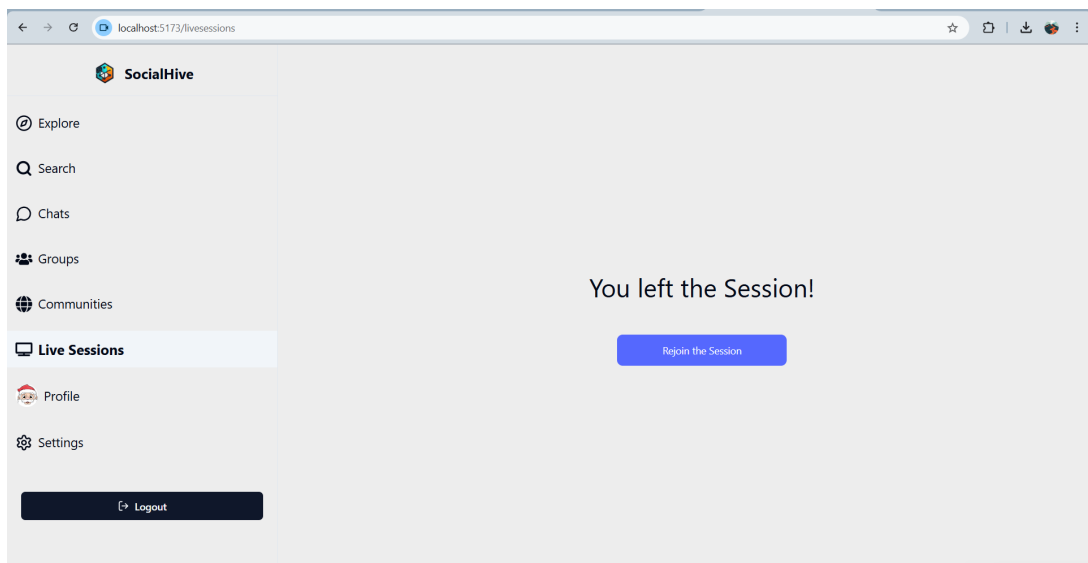 localhost:5173/livesessions
SocialHive
Explore
Search
Chats
Groups
Communities
Live Sessions
Profile
Settings
Logout
You left the Session!
Rejoin the Session